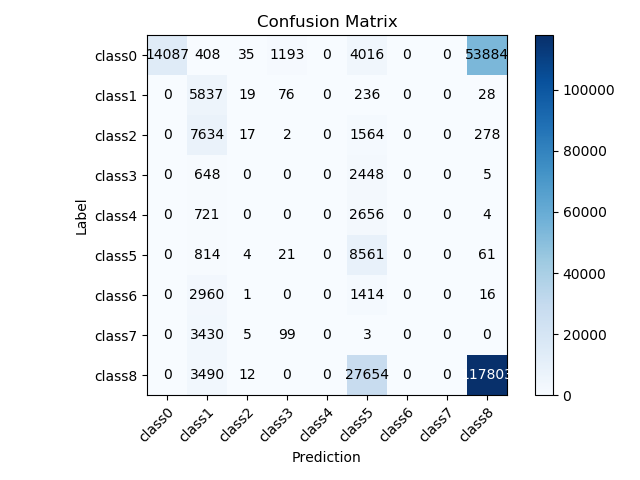 Confusion Matrix
class0 14087 408 35 1193 0 4016 0 0 53884
class1 0 5837 19 76 0 236 0 0 28
class2 0 7634 17 2 0 1564 0 0 278
class3 0 648 0 0 0 2448 0 0 5
class4 0 721 0 0 0 2656 0 0 4
class5 0 814 4 21 0 8561 0 0 61
class6 0 2960 1 0 0 1414 0 0 16
class7 0 3430 5 99 0 3 0 0 0
class8 0 3490 12 0 0 27654 0 0 117803
class0 class1 class2 class3 class4 class5 class6 class7 class8
Prediction
Label
100000
80000
60000
40000
20000
0